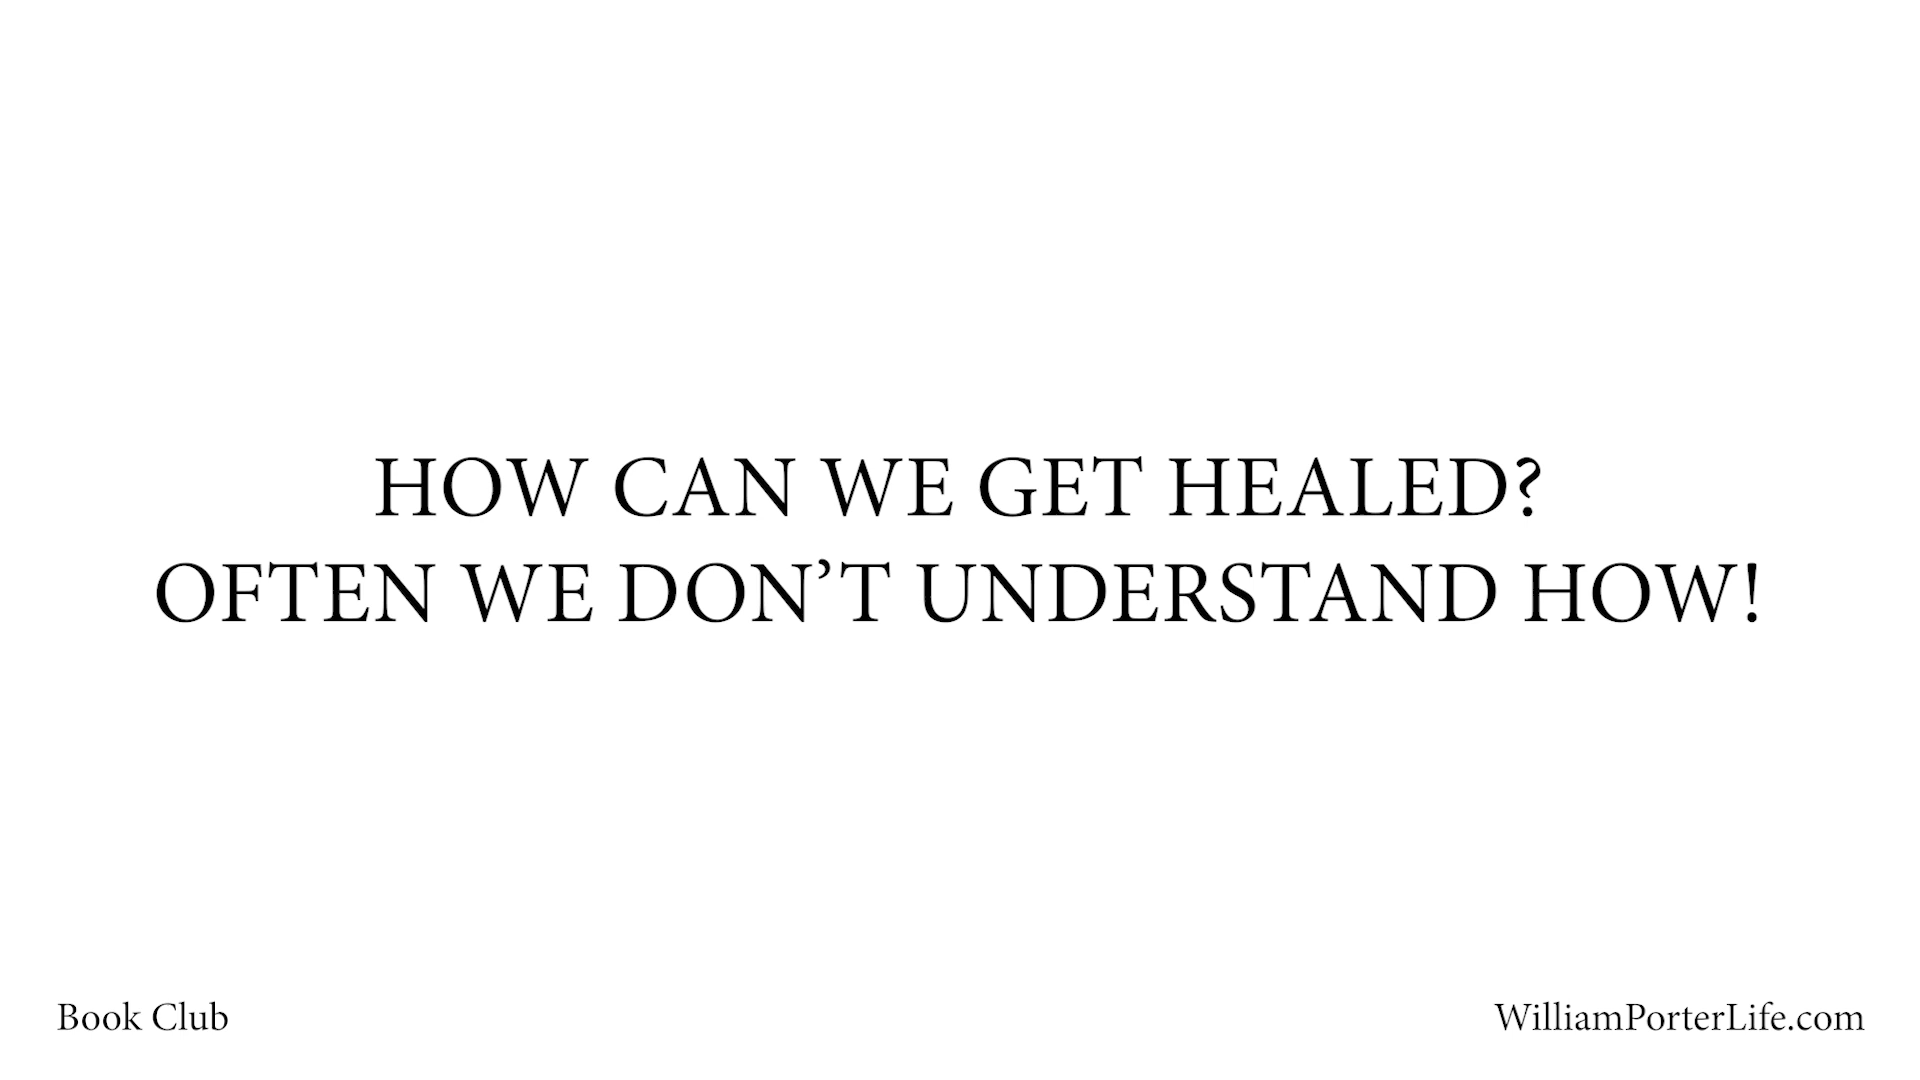 HOW CAN WE GET HEALED?
OFTEN WE DON’T UNDERSTAND HOW!
Book Club
WilliamPorterLife.com